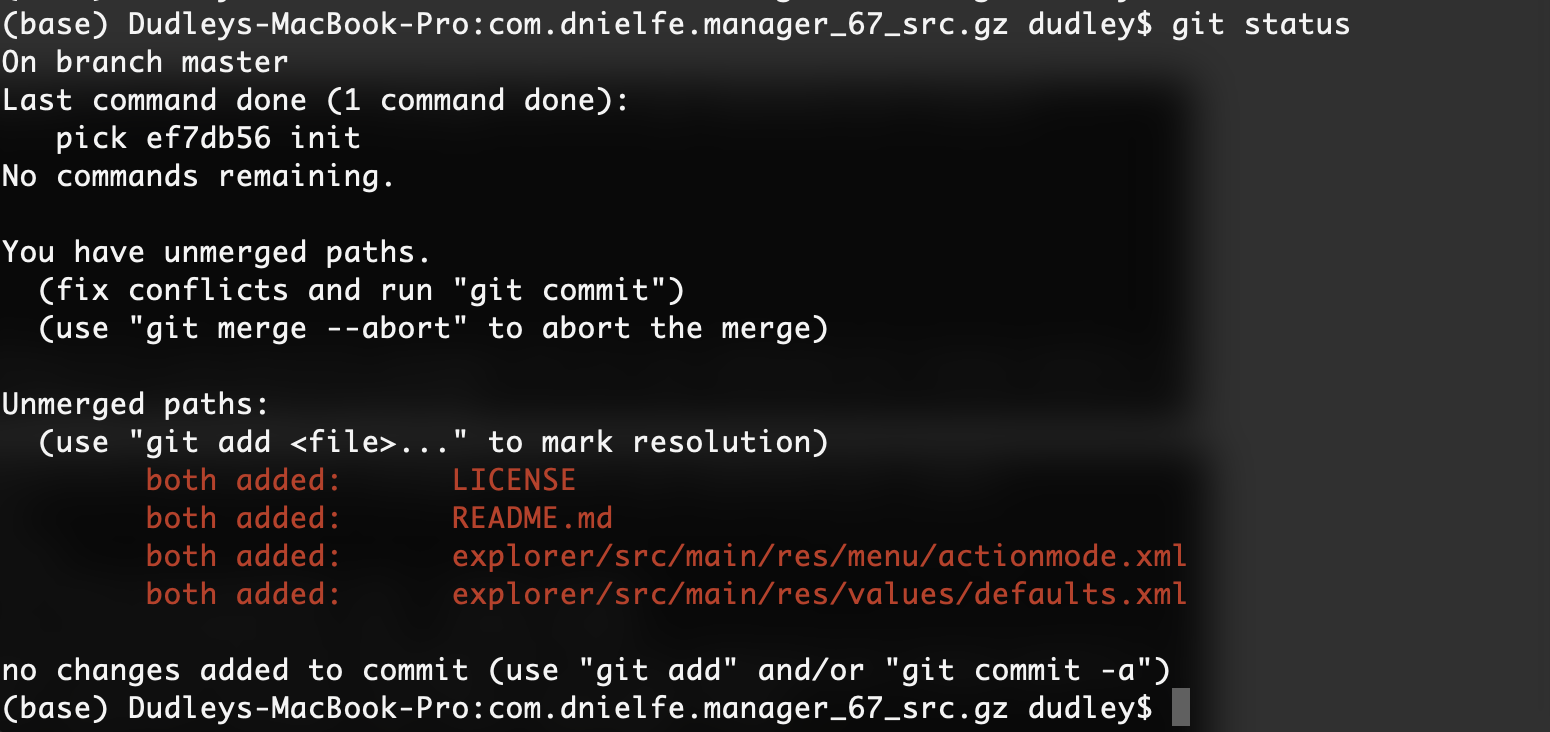 (base) Dudleys-MacBook-Pro:com.dnielfe.manager_67_src.gz dudley$ git status
On branch master
Last command done (1 command done):
   pick ef7db56 init
No commands remaining.

You have unmerged paths.
  (fix conflicts and run "git commit")
  (use "git merge --abort" to abort the merge)

Unmerged paths:
  (use "git add <file>..." to mark resolution)
        both added:      LICENSE
        both added:      README.md
        both added:      explorer/src/main/res/menu/actionmode.xml
        both added:      explorer/src/main/res/values/defaults.xml

no changes added to commit (use "git add" and/or "git commit -a")
(base) Dudleys-MacBook-Pro:com.dnielfe.manager_67_src.gz dudley$